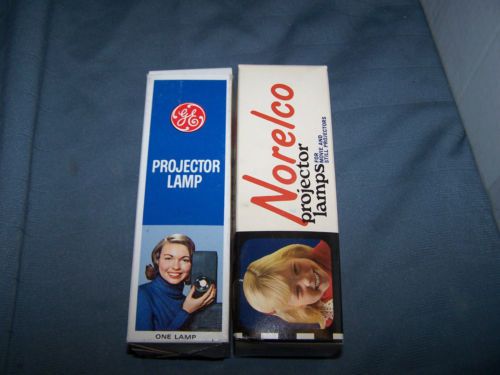 GE
PROJECTOR
LAMP
ONE LAMP
Norelco
projector
lamps
FOR
MOVIE AND
STILL PROJECTORS